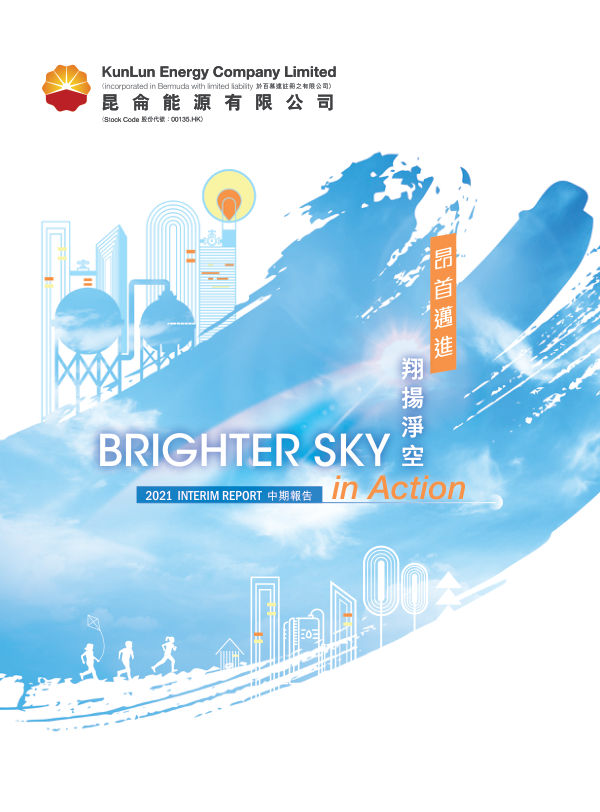 KunLun Energy Company Limited
(incorporated in Bermuda with limited liability 於百慕達註冊之有限公司)
昆侖能源有限公司
(Stock Code 股份代號：00135.HK)
昂首邁進
翔揚淨空
BRIGHTER SKY
in Action
2021 INTERIM REPORT 中期報告